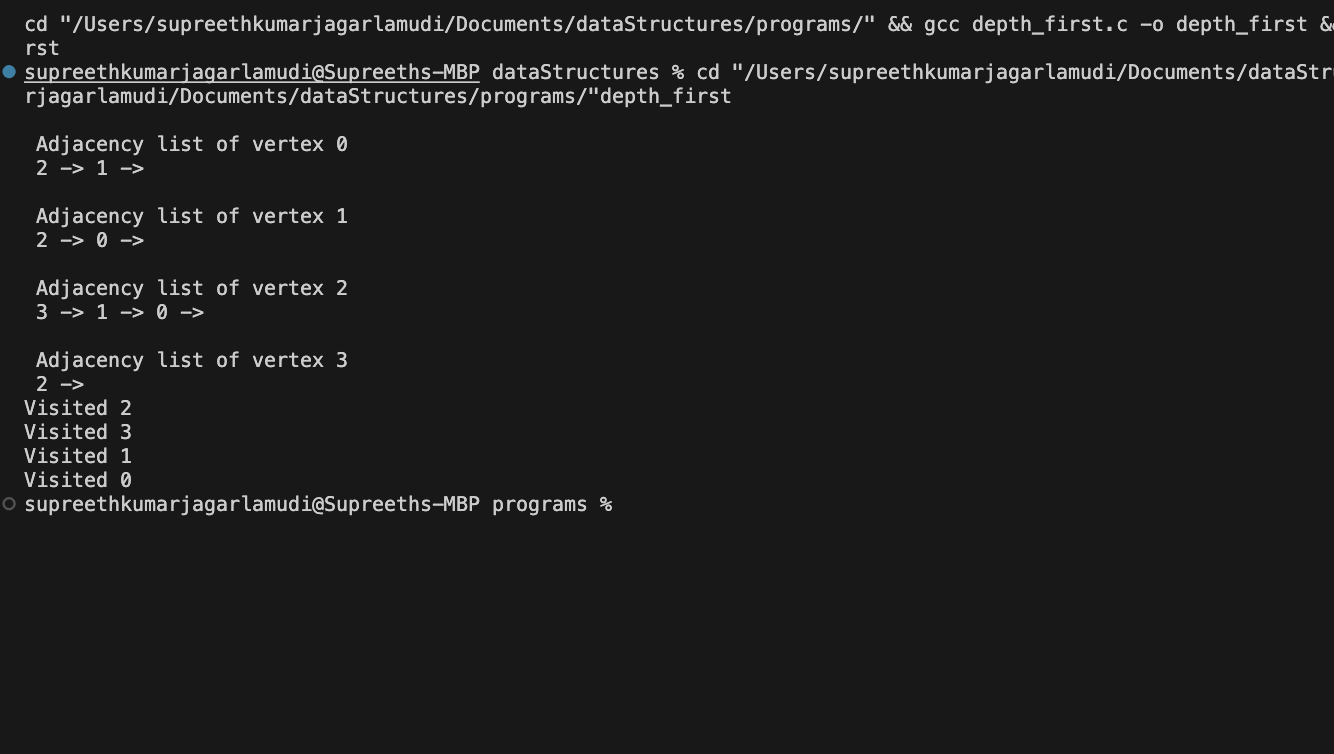 cd "/Users/supreethkumarjagarlamudi/Documents/dataStructures/programs/" && gcc depth_first.c -o depth_first &&
rst
supreethkumarjagarlamudi@Supreeths-MBP dataStructures % cd "/Users/supreethkumarjagarlamudi/Documents/dataStr
rjagarlamudi/Documents/dataStructures/programs/"depth_first
Adjacency list of vertex 0
2 -> 1 ->
Adjacency list of vertex 1
2 -> 0 ->
Adjacency list of vertex 2
3 -> 1 -> 0 ->
Adjacency list of vertex 3
2 ->
Visited 2
Visited 3
Visited 1
Visited 0
supreethkumarjagarlamudi@Supreeths-MBP programs %